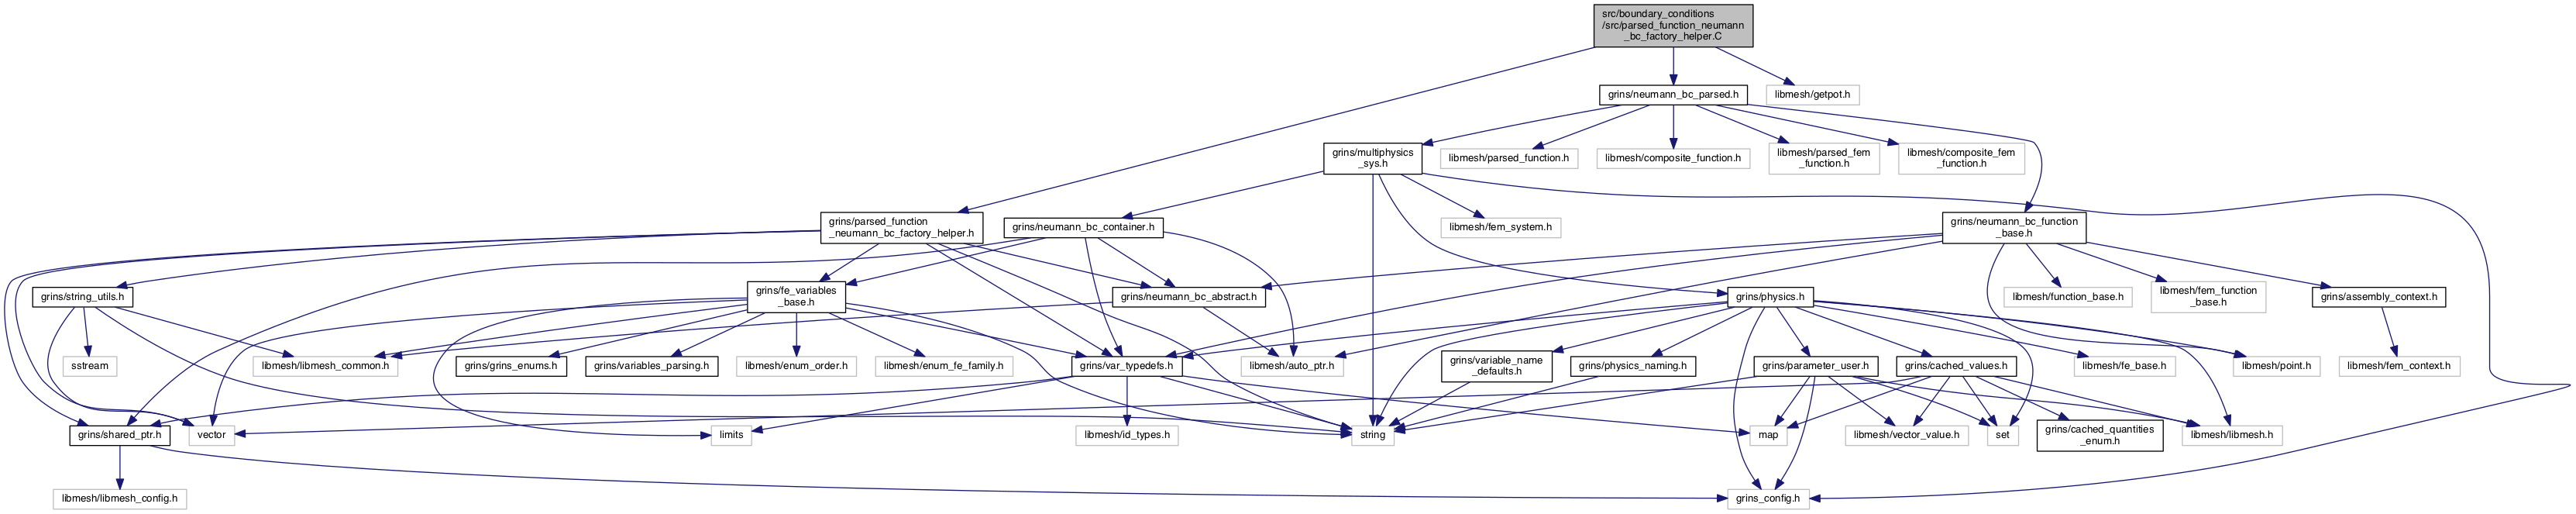 src/boundary_conditions
/src/parsed_function_neumann
_bc_factory_helper.C
grins/neumann_bc_parsed.h
libmesh/getpot.h
grins/multiphysics
_sys.h
libmesh/parsed_function.h
libmesh/composite_function.h
libmesh/parsed_fem
_function.h
libmesh/composite_fem
_function.h
grins/parsed_function
_neumann_bc_factory_helper.h
grins/neumann_bc_container.h
libmesh/fem_system.h
grins/neumann_bc_function
_base.h
grins/string_utils.h
grins/fe_variables
_base.h
grins/neumann_bc_abstract.h
grins/physics.h
libmesh/function_base.h
libmesh/fem_function
_base.h
grins/assembly_context.h
sstream
libmesh/libmesh_common.h
grins/grins_enums.h
grins/variables_parsing.h
libmesh/enum_order.h
libmesh/enum_fe_family.h
grins/var_typedefs.h
libmesh/auto_ptr.h
grins/variable_name
_defaults.h
grins/physics_naming.h
grins/parameter_user.h
grins/cached_values.h
libmesh/fe_base.h
libmesh/point.h
libmesh/fem_context.h
grins/shared_ptr.h
vector
limits
libmesh/id_types.h
string
map
libmesh/vector_value.h
set
grins/cached_quantities
_enum.h
libmesh/libmesh.h
libmesh/libmesh_config.h
grins_config.h